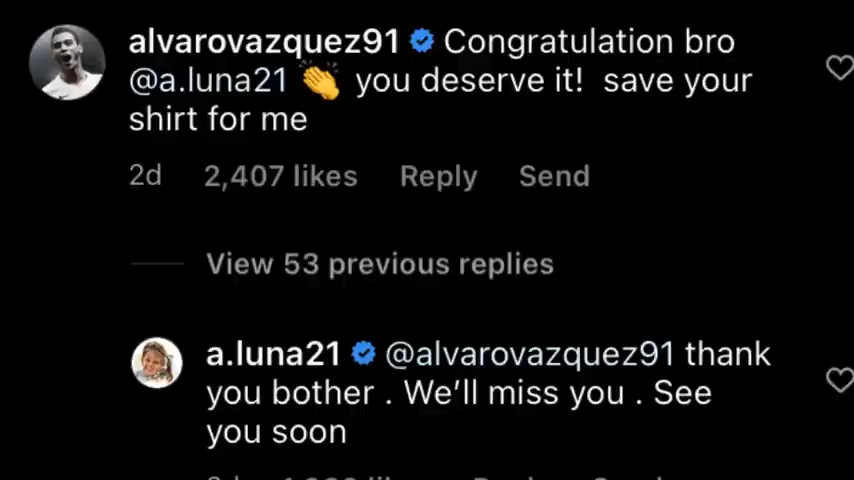 alvarovazquez91 Congratulation bro
@a.luna21 👏 you deserve it! save your
shirt for me
2d 2,407 likes Reply Send
View 53 previous replies
a.luna21 @alvarovazquez91 thank
you bother . We’ll miss you . See
you soon